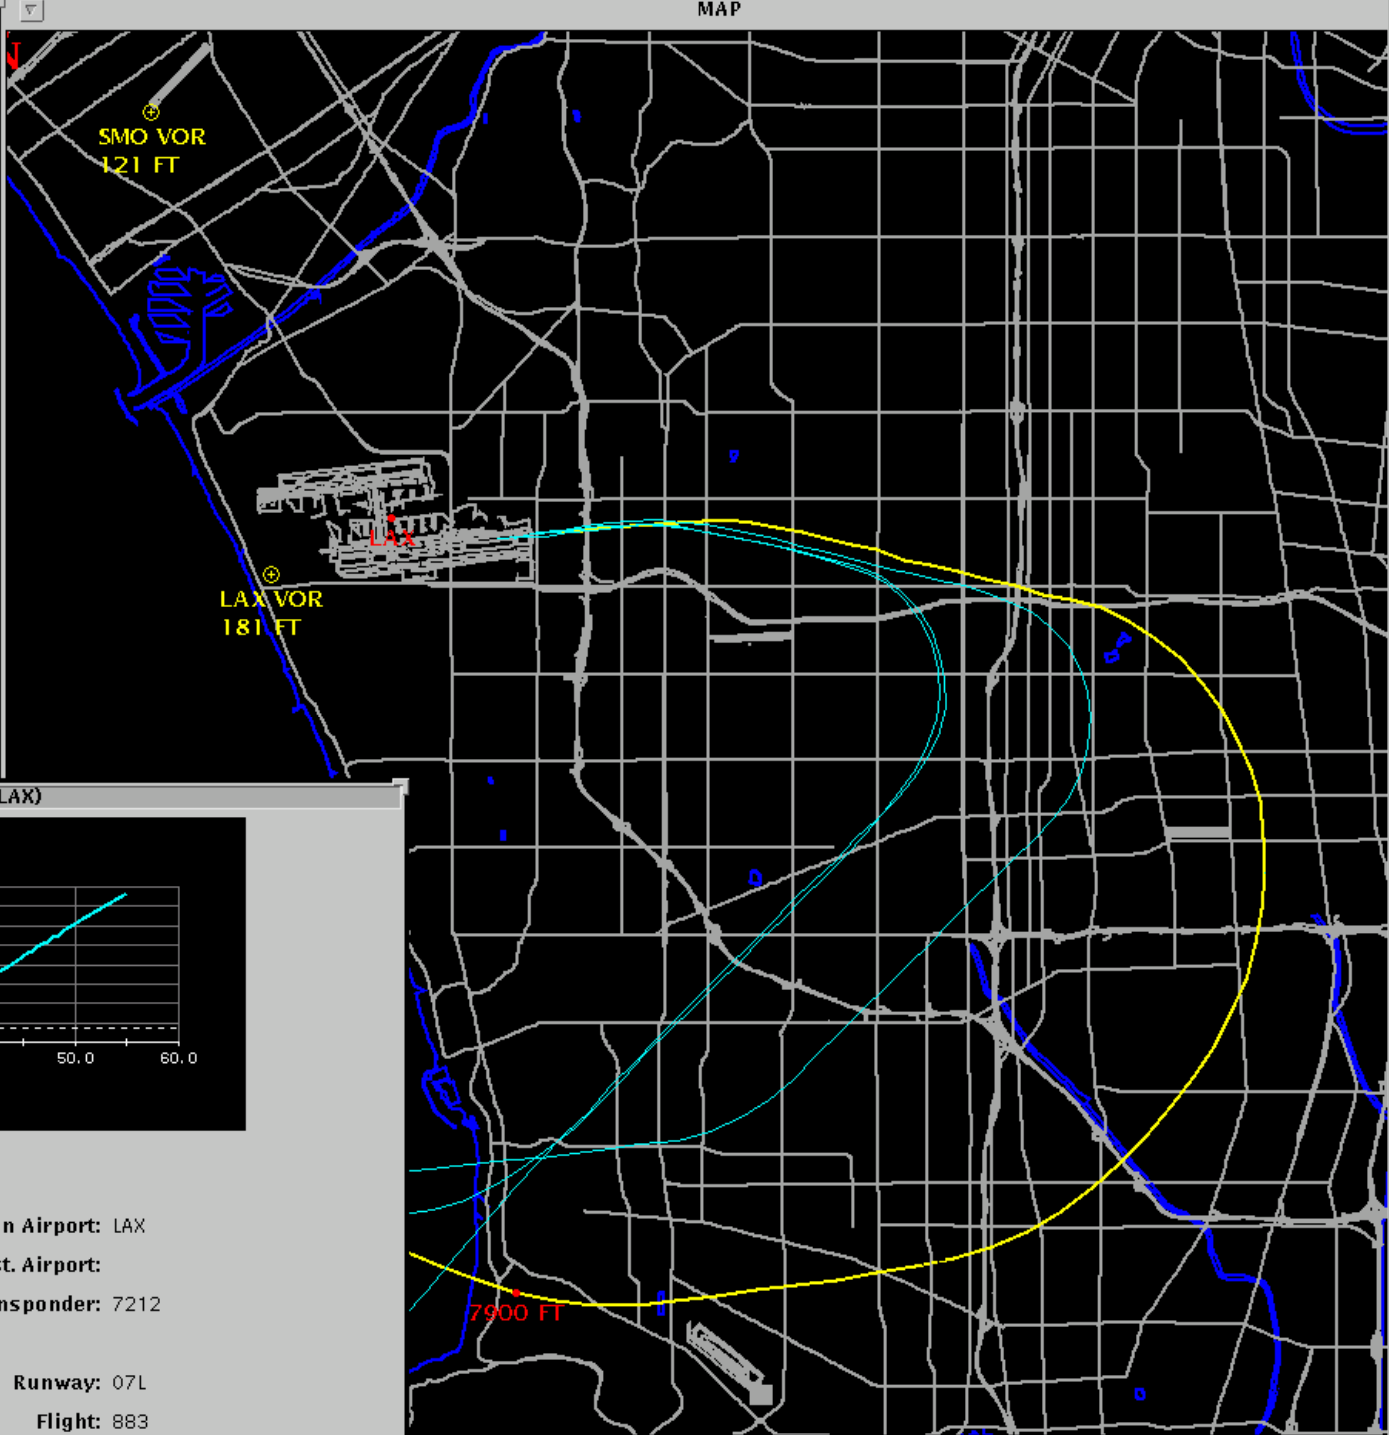 MAP
N
SMO VOR
121 FT
LAX
LAX VOR
181 FT
LAX)
50.0 60.0
n Airport: LAX
t. Airport:
nsponder: 7212
7900 FT
Runway: 07L
Flight: 883